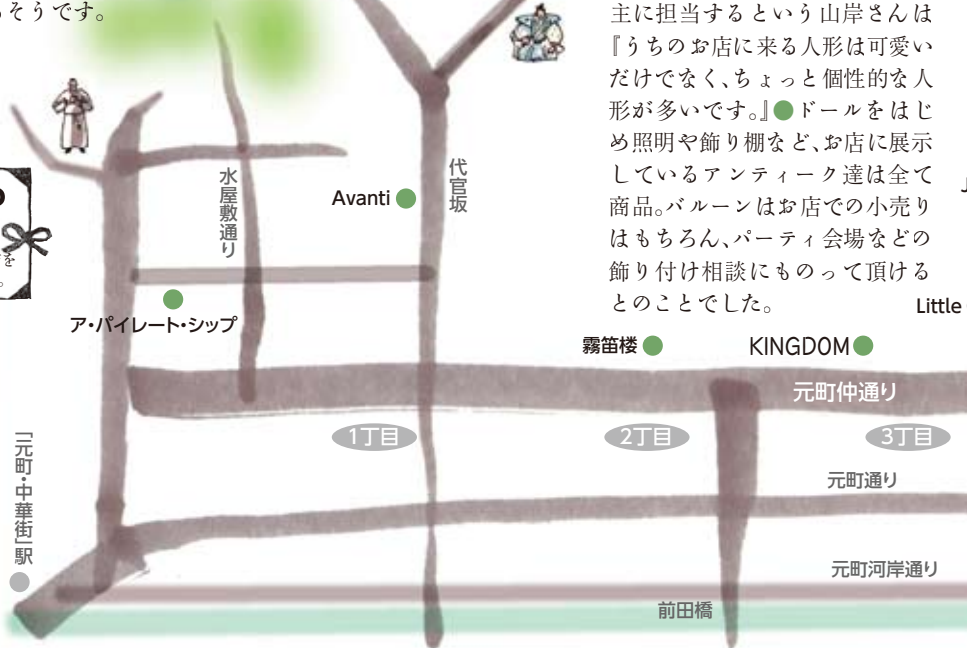 るそうです。
主に担当するという山岸さんは
『うちのお店に来る人形は可愛い
だけでなく、ちょっと個性的な人
形が多いです。』●ドールをはじ
め照明や飾り棚など、お店に展示
しているアンティーク達は全て
商品。バルーンはお店での小売り
はもちろん、パーティ会場などの
飾り付け相談にものって頂ける
とのことでした。
を
。
水屋敷通り
Avanti
代官坂
ア・パイレート・シップ
霧笛楼
KINGDOM
Little
元町仲通り
1丁目
2丁目
3丁目
元町通り
「元町・中華街」駅
元町河岸通り
前田橋